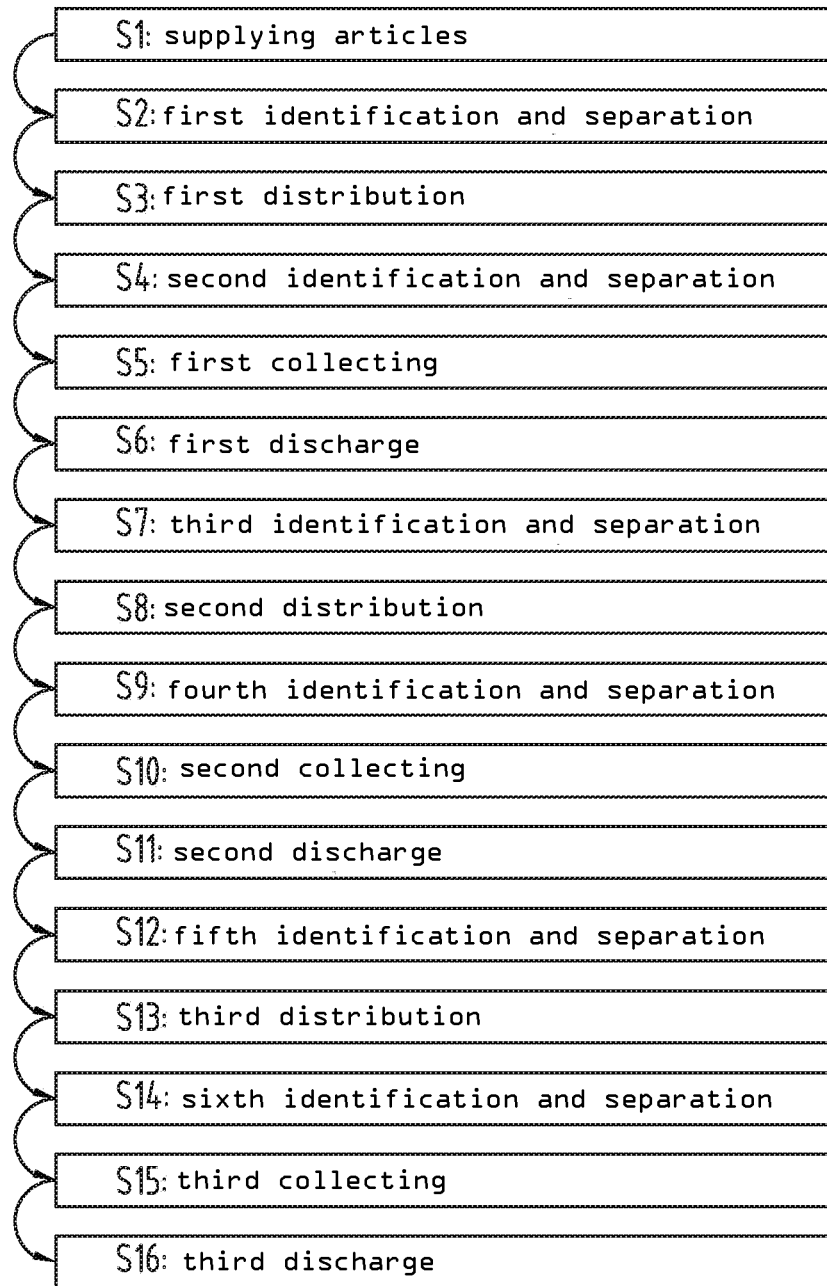 S1: supplying articles
S2: first identification and separation
S3: first distribution
S4: second identification and separation
S5: first collecting
S6: first discharge
S7: third identification and separation
S8: second distribution
S9: fourth identification and separation
S10: second collecting
S11: second discharge
S12: fifth identification and separation
S13: third distribution
S14: sixth identification and separation
S15: third collecting
S16: third discharge